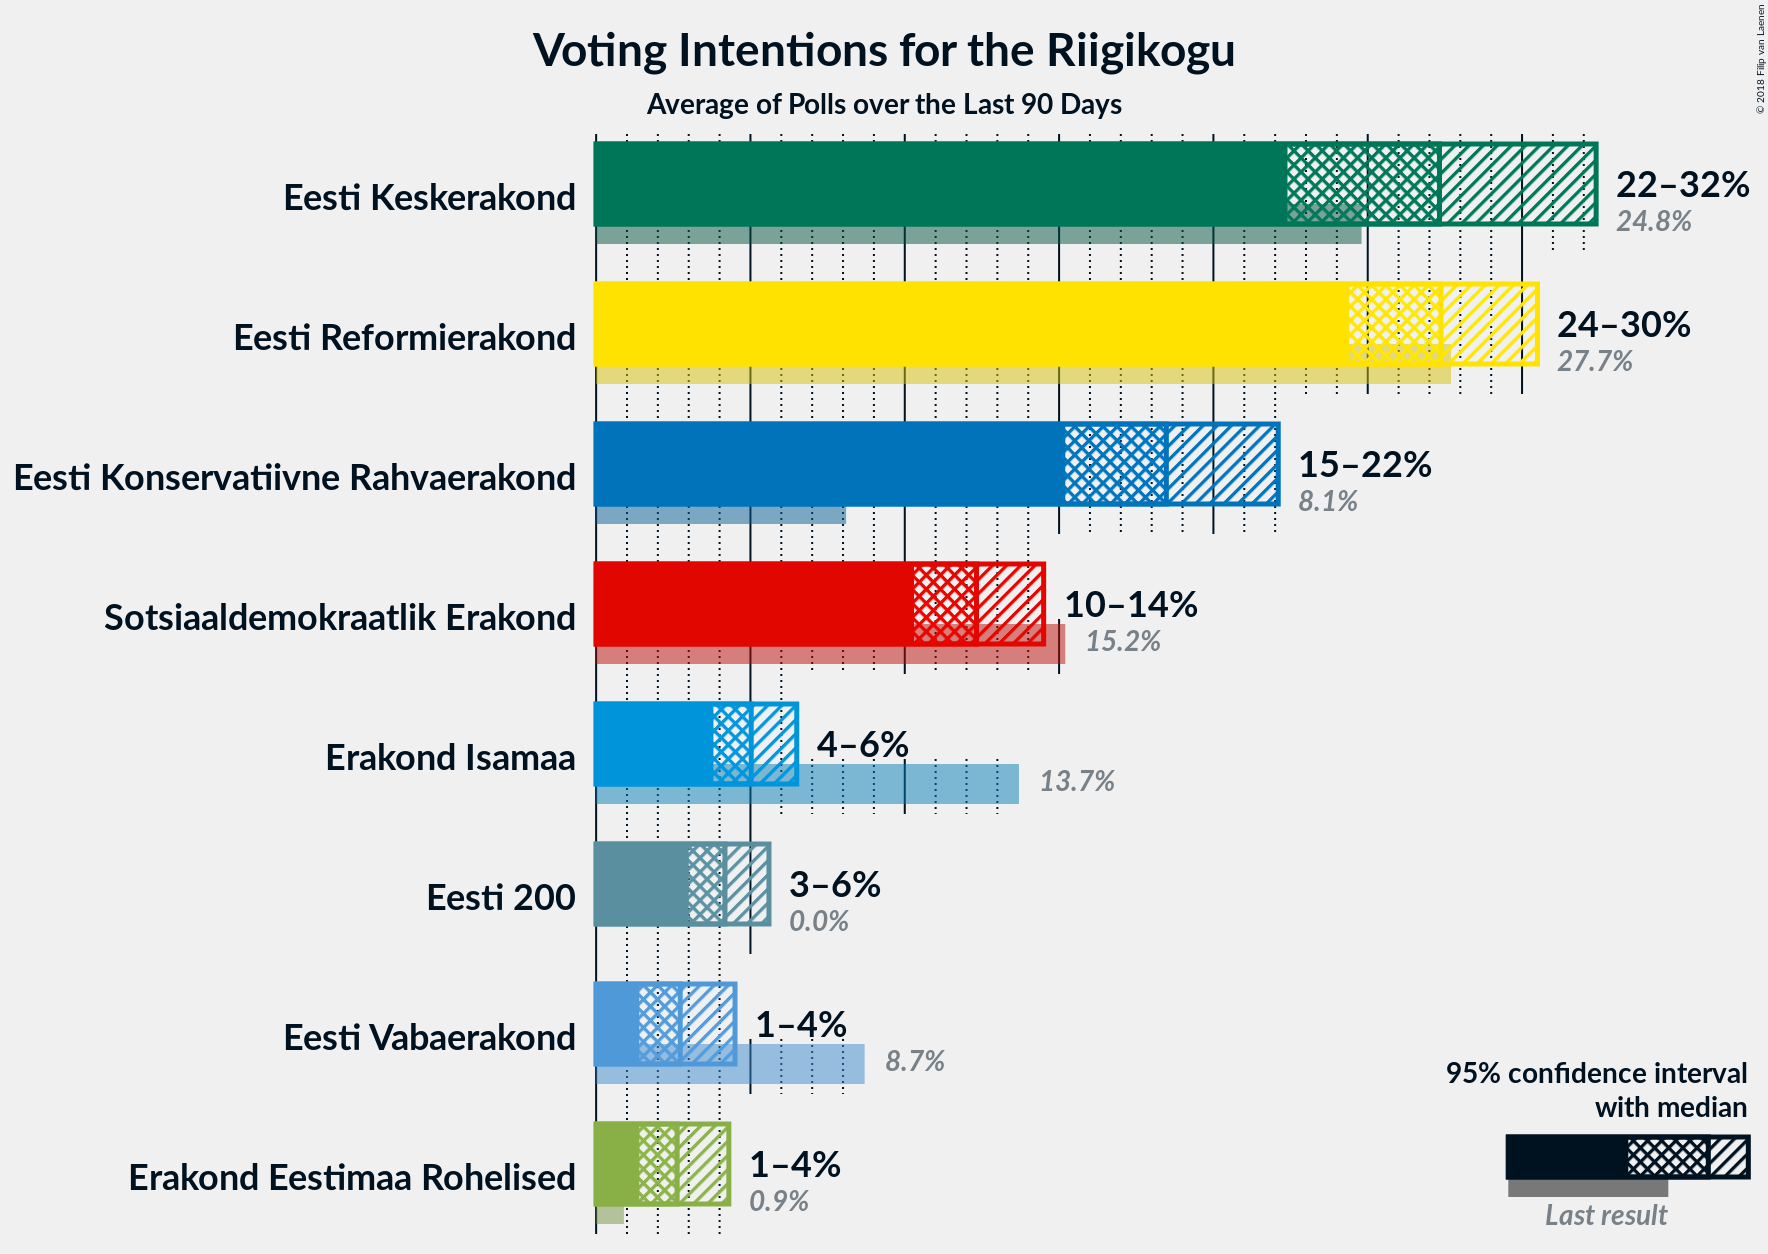 © 2018 Filip van Laenen
Voting Intentions for the Riigikogu
Average of Polls over the Last 90 Days
Eesti Keskerakond
22–32%
24.8%
Eesti Reformierakond
24–30%
27.7%
Eesti Konservatiivne Rahvaerakond
15–22%
8.1%
Sotsiaaldemokraatlik Erakond
10–14%
15.2%
Erakond Isamaa
4–6%
13.7%
Eesti 200
3–6%
0.0%
Eesti Vabaerakond
1–4%
8.7%
Erakond Eestimaa Rohelised
1–4%
0.9%
95% confidence interval
with median
Last result